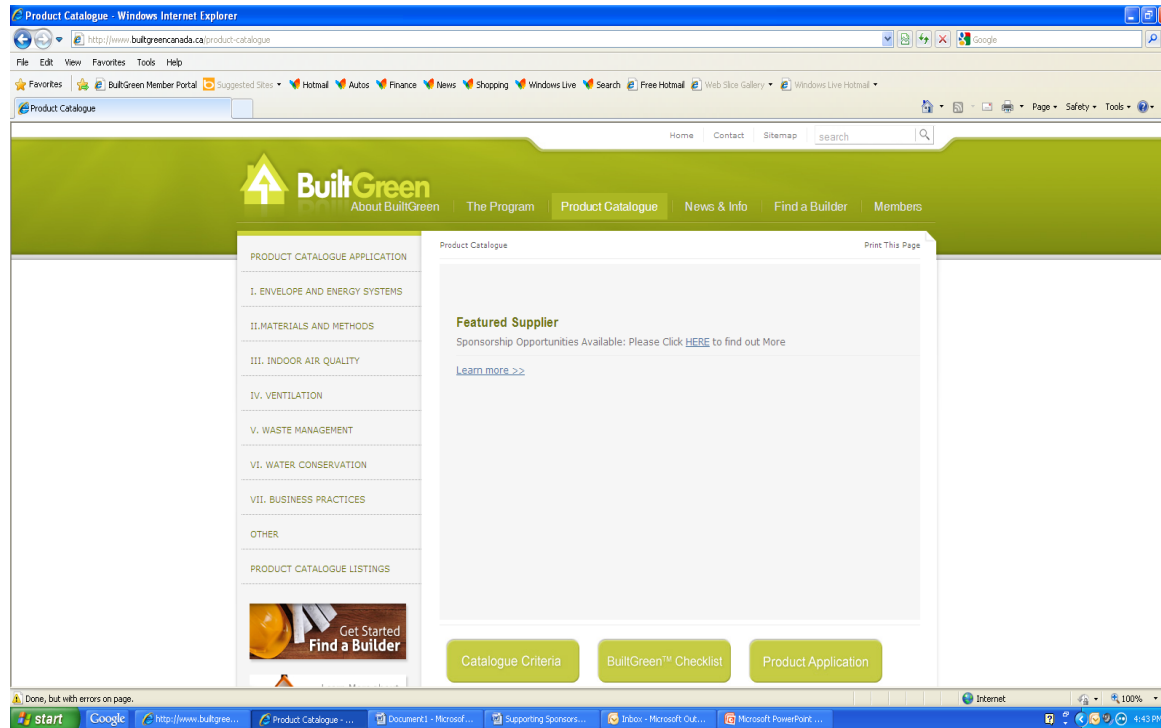 Product Catalogue - Windows Internet Explorer
http://www.builtgreencanada.ca/product-catalogue
Google
File Edit View Favorites Tools Help
Favorites BuiltGreen Member Portal Suggested Sites Hotmail Autos Finance News Shopping Windows Live Search Free Hotmail Web Slice Gallery Windows Live Hotmail
Product Catalogue
Page Safety Tools
Home Contact Sitemap search
BuiltGreen
About BuiltGreen The Program Product Catalogue News & Info Find a Builder Members
Product Catalogue Print This Page
PRODUCT CATALOGUE APPLICATION
I. ENVELOPE AND ENERGY SYSTEMS
II.MATERIALS AND METHODS
III. INDOOR AIR QUALITY
IV. VENTILATION
V. WASTE MANAGEMENT
VI. WATER CONSERVATION
VII. BUSINESS PRACTICES
OTHER
PRODUCT CATALOGUE LISTINGS
Get Started
Find a Builder
Featured Supplier
Sponsorship Opportunities Available: Please Click HERE to find out More
Learn more >>
Catalogue Criteria BuiltGreen™ Checklist Product Application
Done, but with errors on page. Internet 100%
start Google http://www.builtgree... Product Catalogue - ... Document1 - Microsof... Supporting Sponsors... Inbox - Microsoft Out... Microsoft PowerPoint ... 4:43 PM